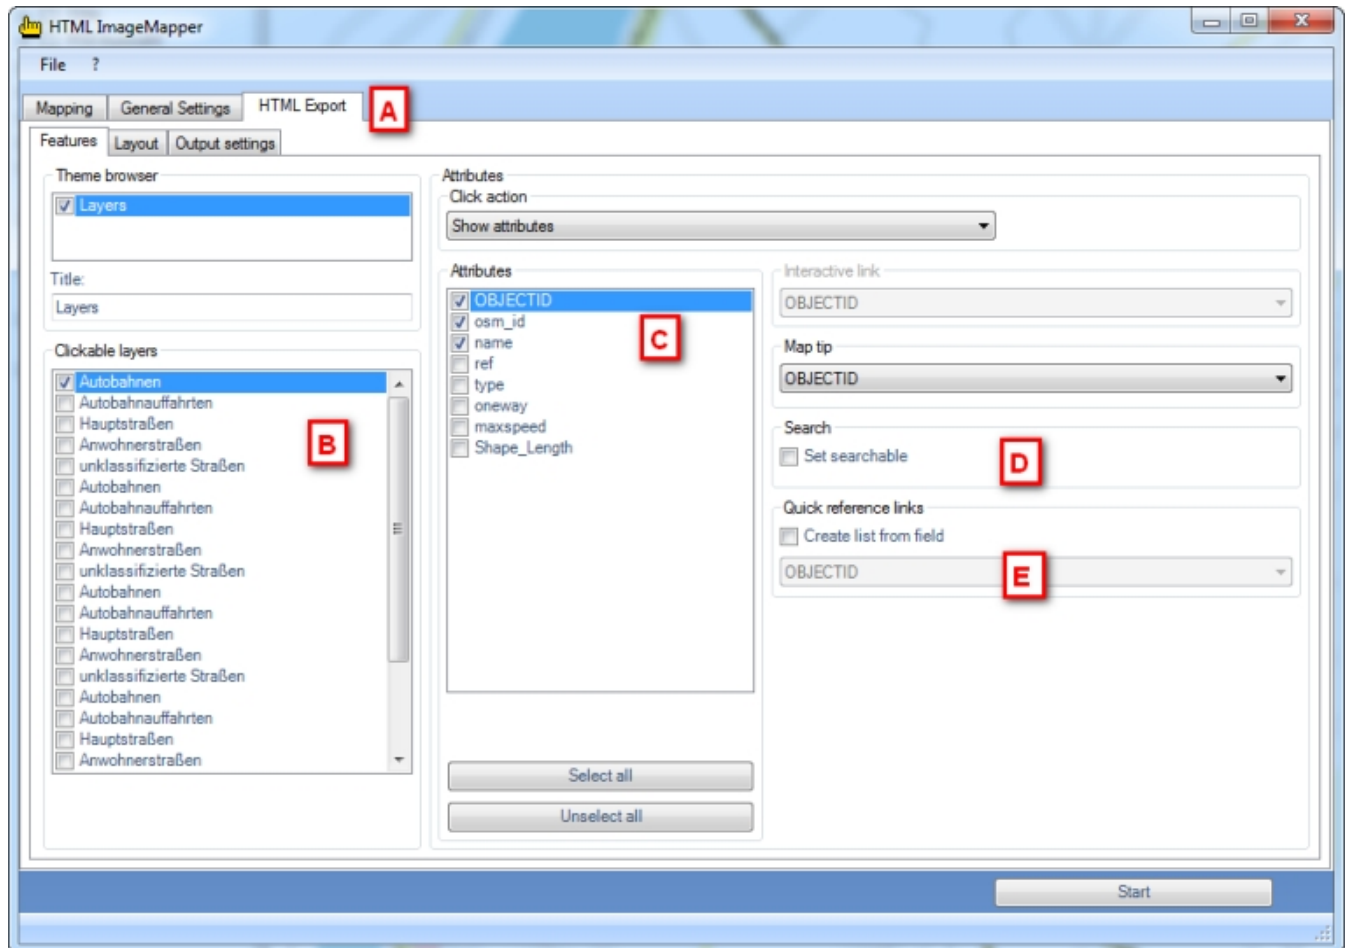 HTML ImageMapper
File ?
Mapping General Settings HTML Export A
Features Layout Output settings
Theme browser
Layers
Title:
Layers
Clickable layers
Autobahnen
Autobahnauffahrten
Hauptstraßen
Anwohnerstraßen
unklassifizierte Straßen
Autobahnen
Autobahnauffahrten
Hauptstraßen
Anwohnerstraßen
unklassifizierte Straßen
Autobahnen
Autobahnauffahrten
Hauptstraßen
Anwohnerstraßen
unklassifizierte Straßen
Autobahnen
Autobahnauffahrten
Hauptstraßen
Anwohnerstraßen
B
Attributes
Click action
Show attributes
Attributes
OBJECTID
osm_id
name
ref
type
oneway
maxspeed
Shape_Length
C
Select all
Unselect all
Interactive link
OBJECTID
Map tip
OBJECTID
Search
Set searchable
D
Quick reference links
Create list from field
OBJECTID
E
Start